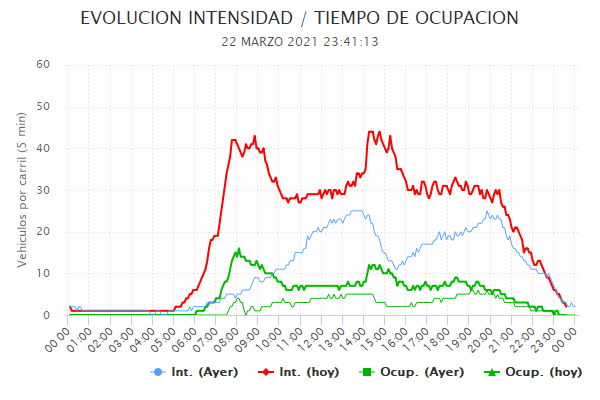 EVOLUCION INTENSIDAD / TIEMPO DE OCUPACION
22 MARZO 2021 23:41:13
Vehiculos por carril (5 min)
60
50
40
30
20
10
0
00:00 01:00 02:00 03:00 04:00 05:00 06:00 07:00 08:00 09:00 10:00 11:00 12:00 13:00 14:00 15:00 16:00 17:00 18:00 19:00 20:00 21:00 22:00 23:00 00:00
Int. (Ayer) Int. (hoy) Ocup. (Ayer) Ocup. (hoy)